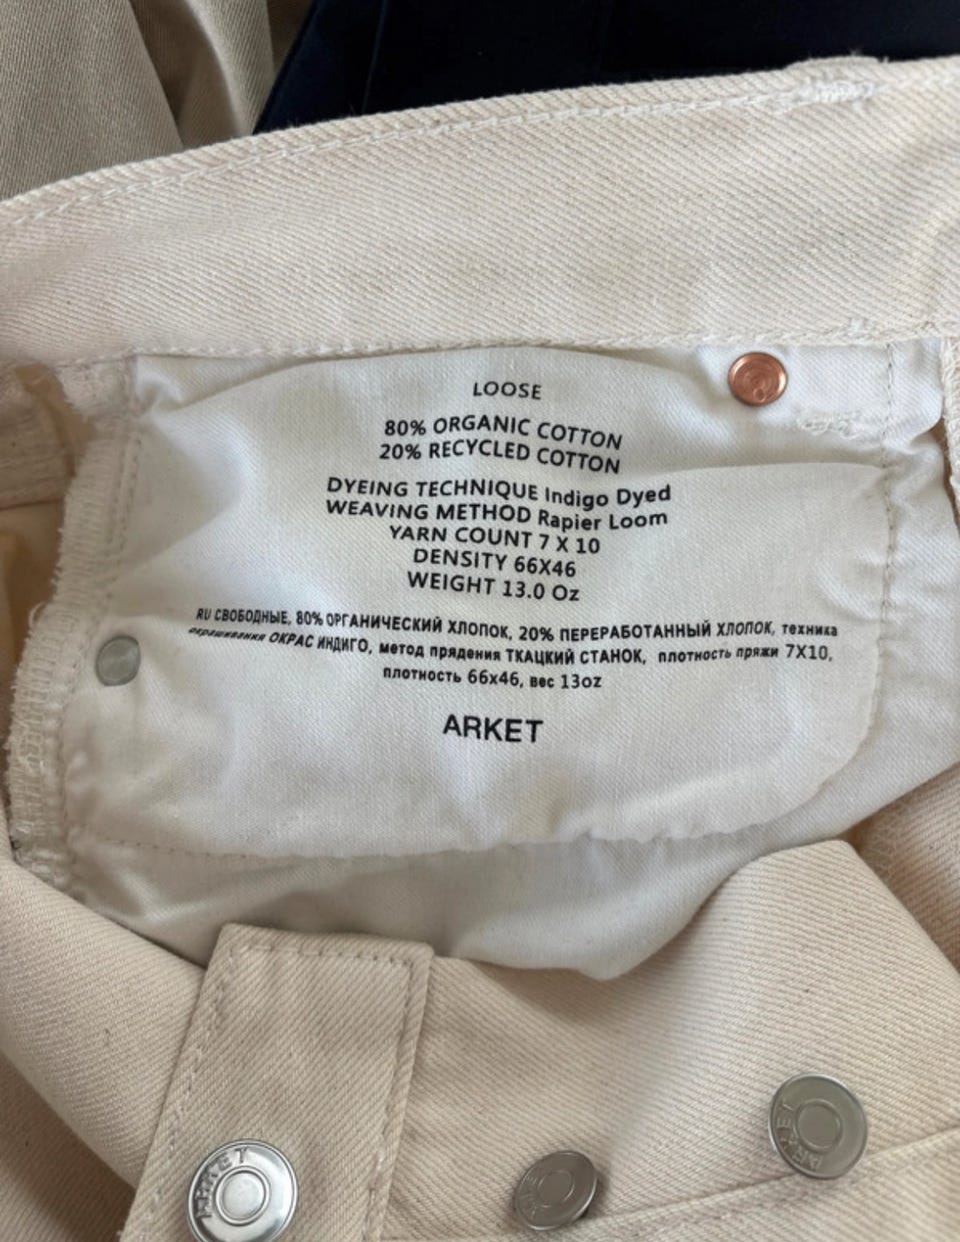 LOOSE
80% ORGANIC COTTON
20% RECYCLED COTTON
DYEING TECHNIQUE Indigo Dyed
WEAVING METHOD Rapier Loom
YARN COUNT 7 X 10
DENSITY 66X46
WEIGHT 13.0 Oz
RU СВОБОДНЫЕ, 80% ОРГАНИЧЕСКИЙ ХЛОПОК, 20% ПЕРЕРАБОТАННЫЙ ХЛОПОК, техника
окрашивания ОКРАС ИНДИГО, метод прядения ТКАЦКИЙ СТАНОК, плотность пряжи 7X10,
плотность 66x46, вес 13oz
ARKET
ARKET
ARKET